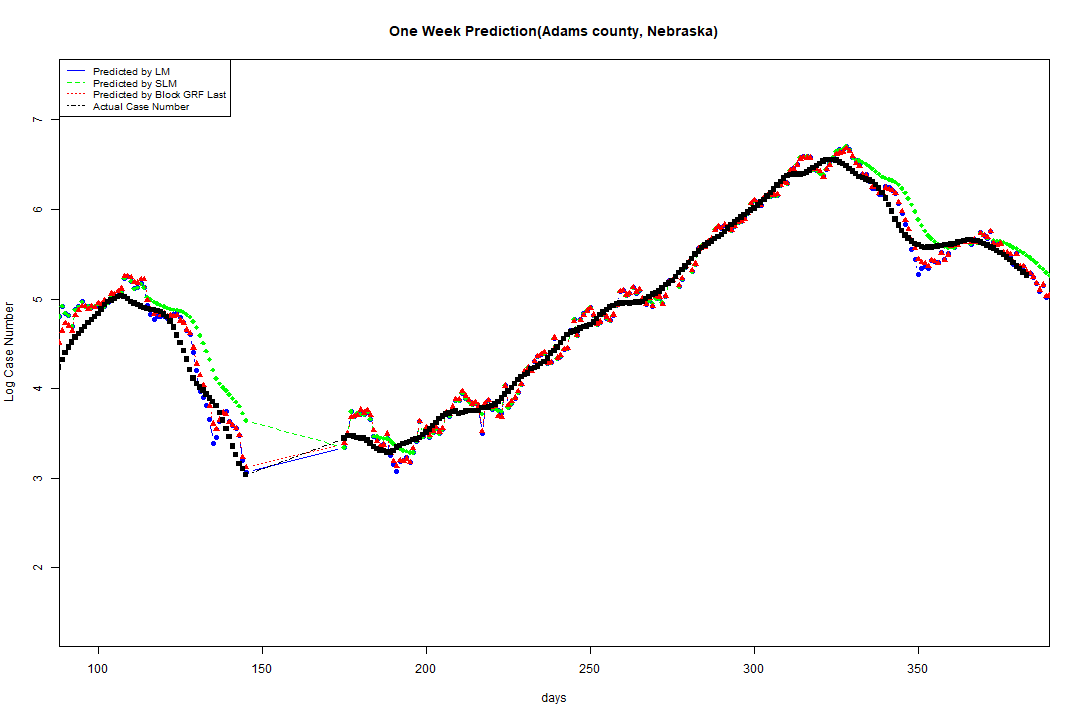 One Week Prediction(Adams county, Nebraska)
Predicted by LM
Predicted by SLM
Predicted by Block GRF Last
Actual Case Number
7
6
5
4
3
2
Log Case Number
100 150 200 250 300 350
days